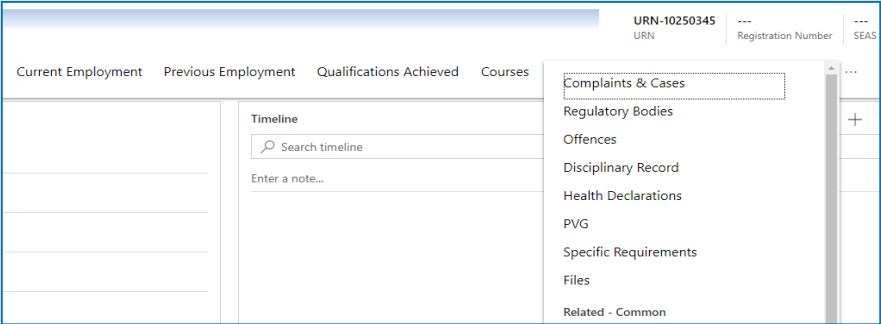 URN-10250345 --- ---
URN Registration Number SEAS
Current Employment Previous Employment Qualifications Achieved Courses ...
Complaints & Cases
Regulatory Bodies
Offences
Disciplinary Record
Health Declarations
PVG
Specific Requirements
Files
Related - Common
Timeline
Search timeline
Enter a note...